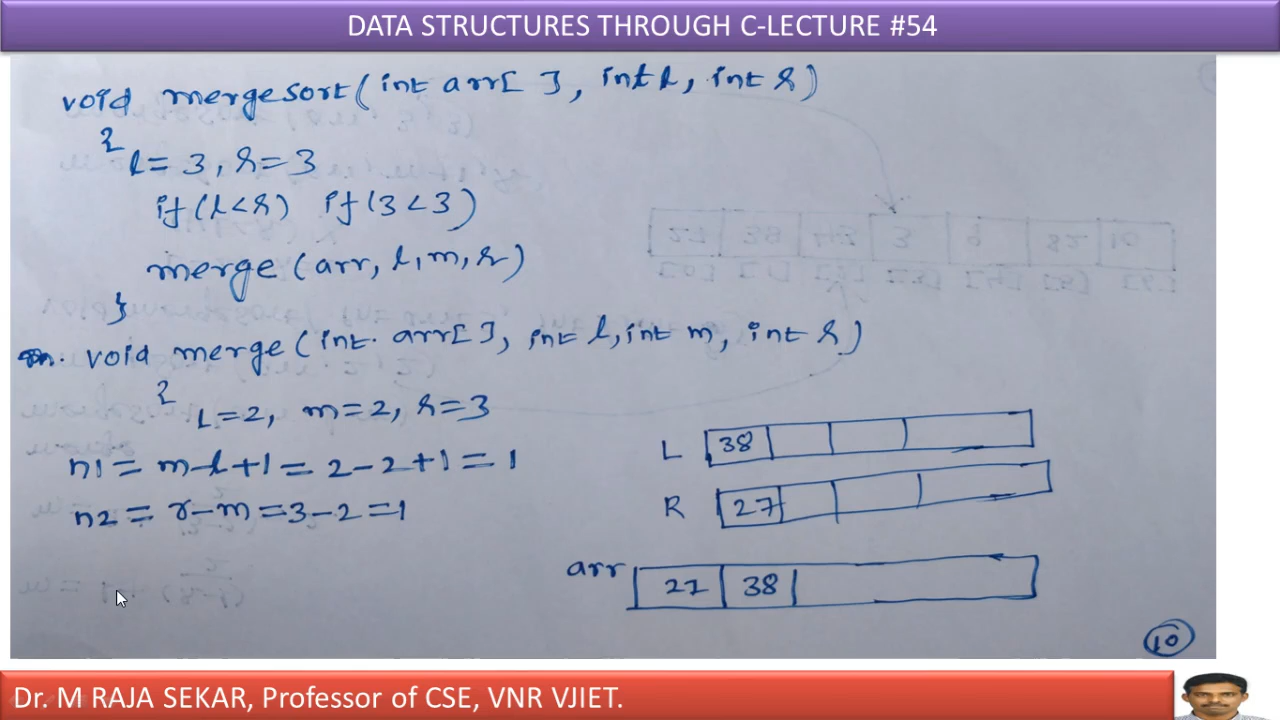 DATA STRUCTURES THROUGH C-LECTURE #54
void mergesort(int arr[ ], int l, int r)
{
l=3, r=3
if(l<r) if(3<3)
merge(arr, l, m, r)
}
void merge(int arr[ ], int l, int m, int r)
{
L=2, m=2, r=3
n1 = m-l+1 = 2-2+1 = 1
n2 = r-m = 3-2 = 1
L 38
R 27
arr 27 38
10
Dr. M RAJA SEKAR, Professor of CSE, VNR VJIET.